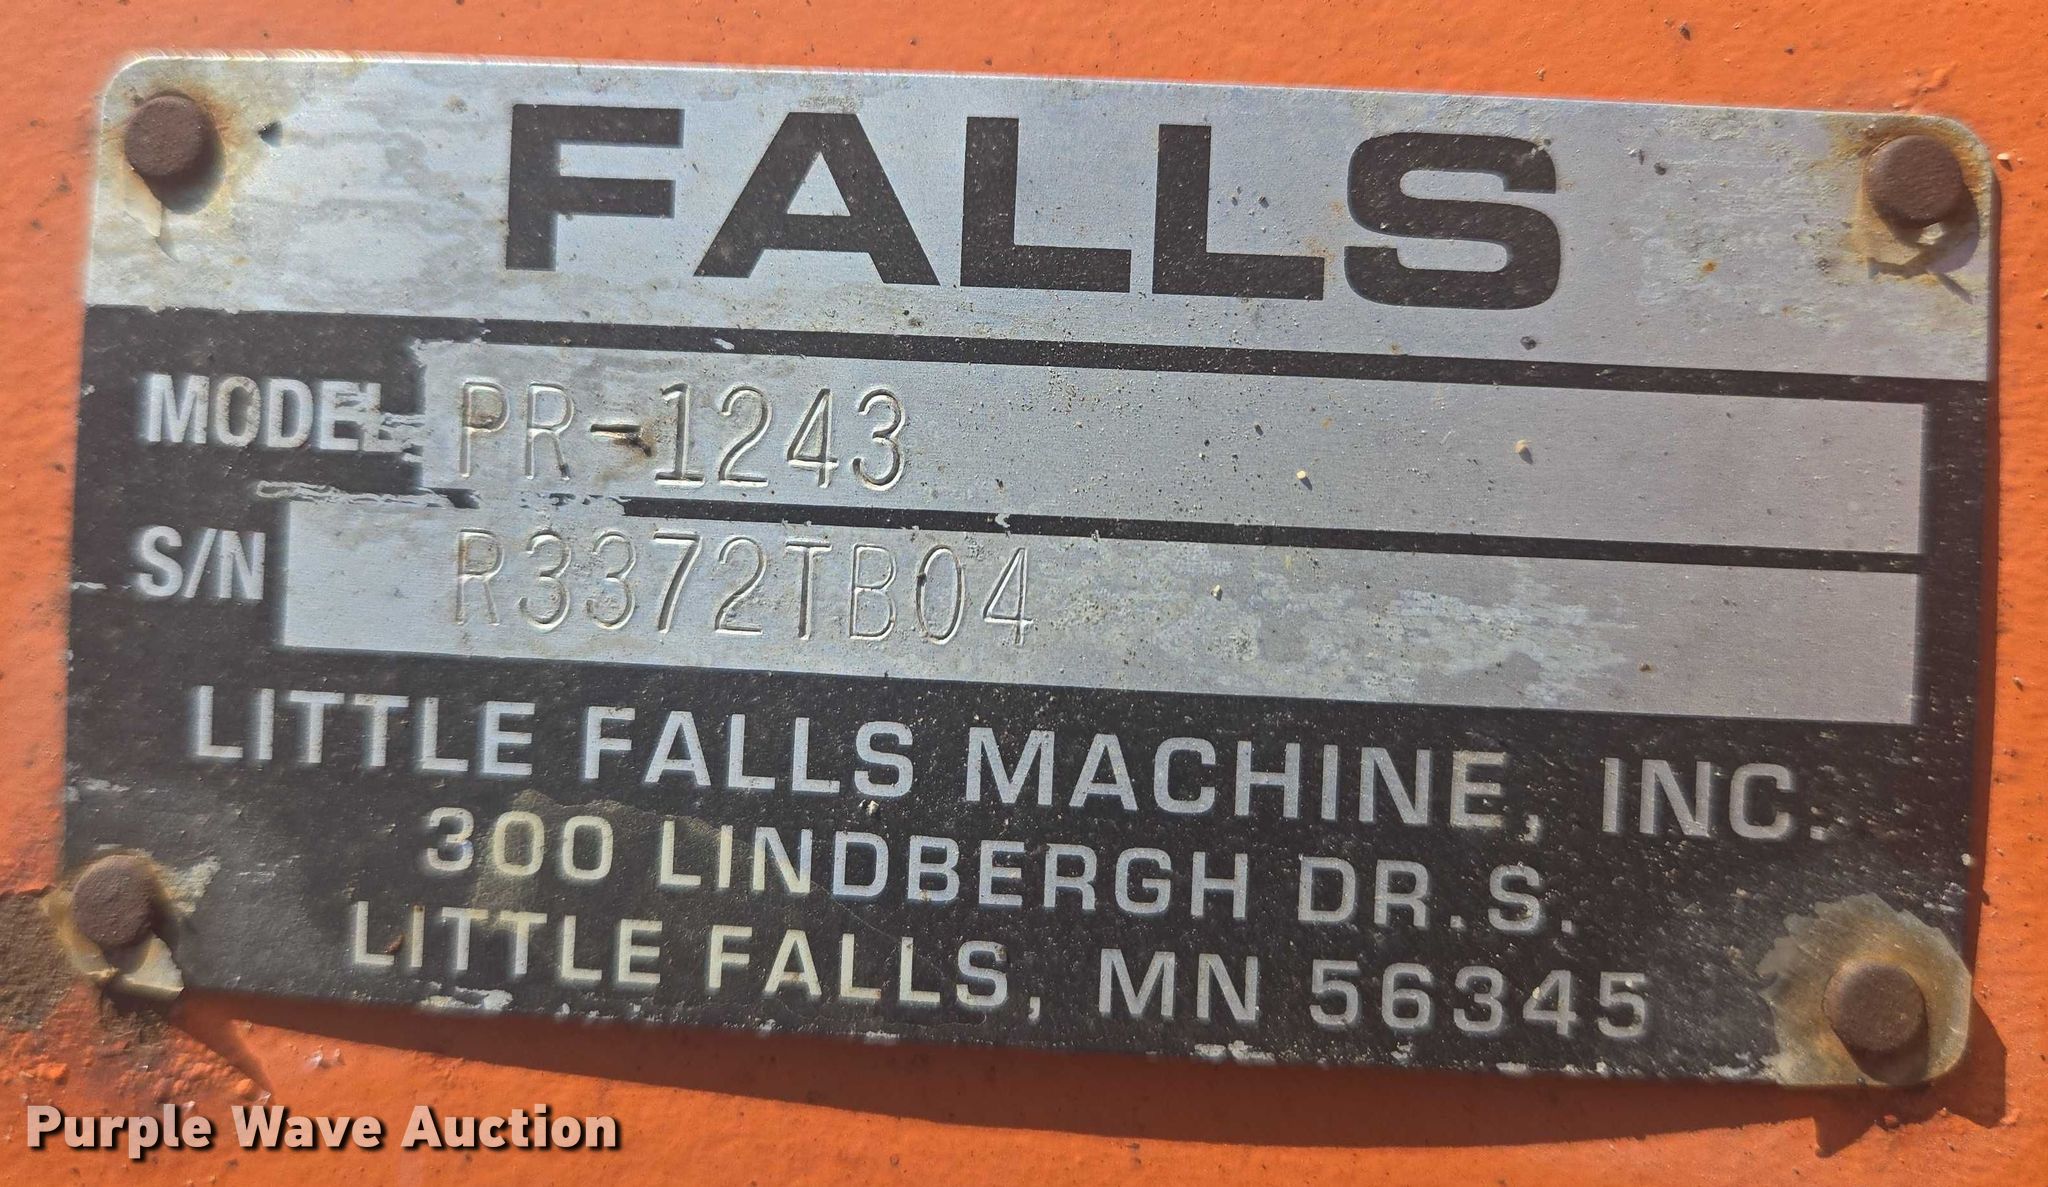 FALLS
MODEL PR-1243
S/N R3372TB04
LITTLE FALLS MACHINE, INC.
300 LINDBERGH DR.S.
LITTLE FALLS, MN 56345
Purple Wave Auction